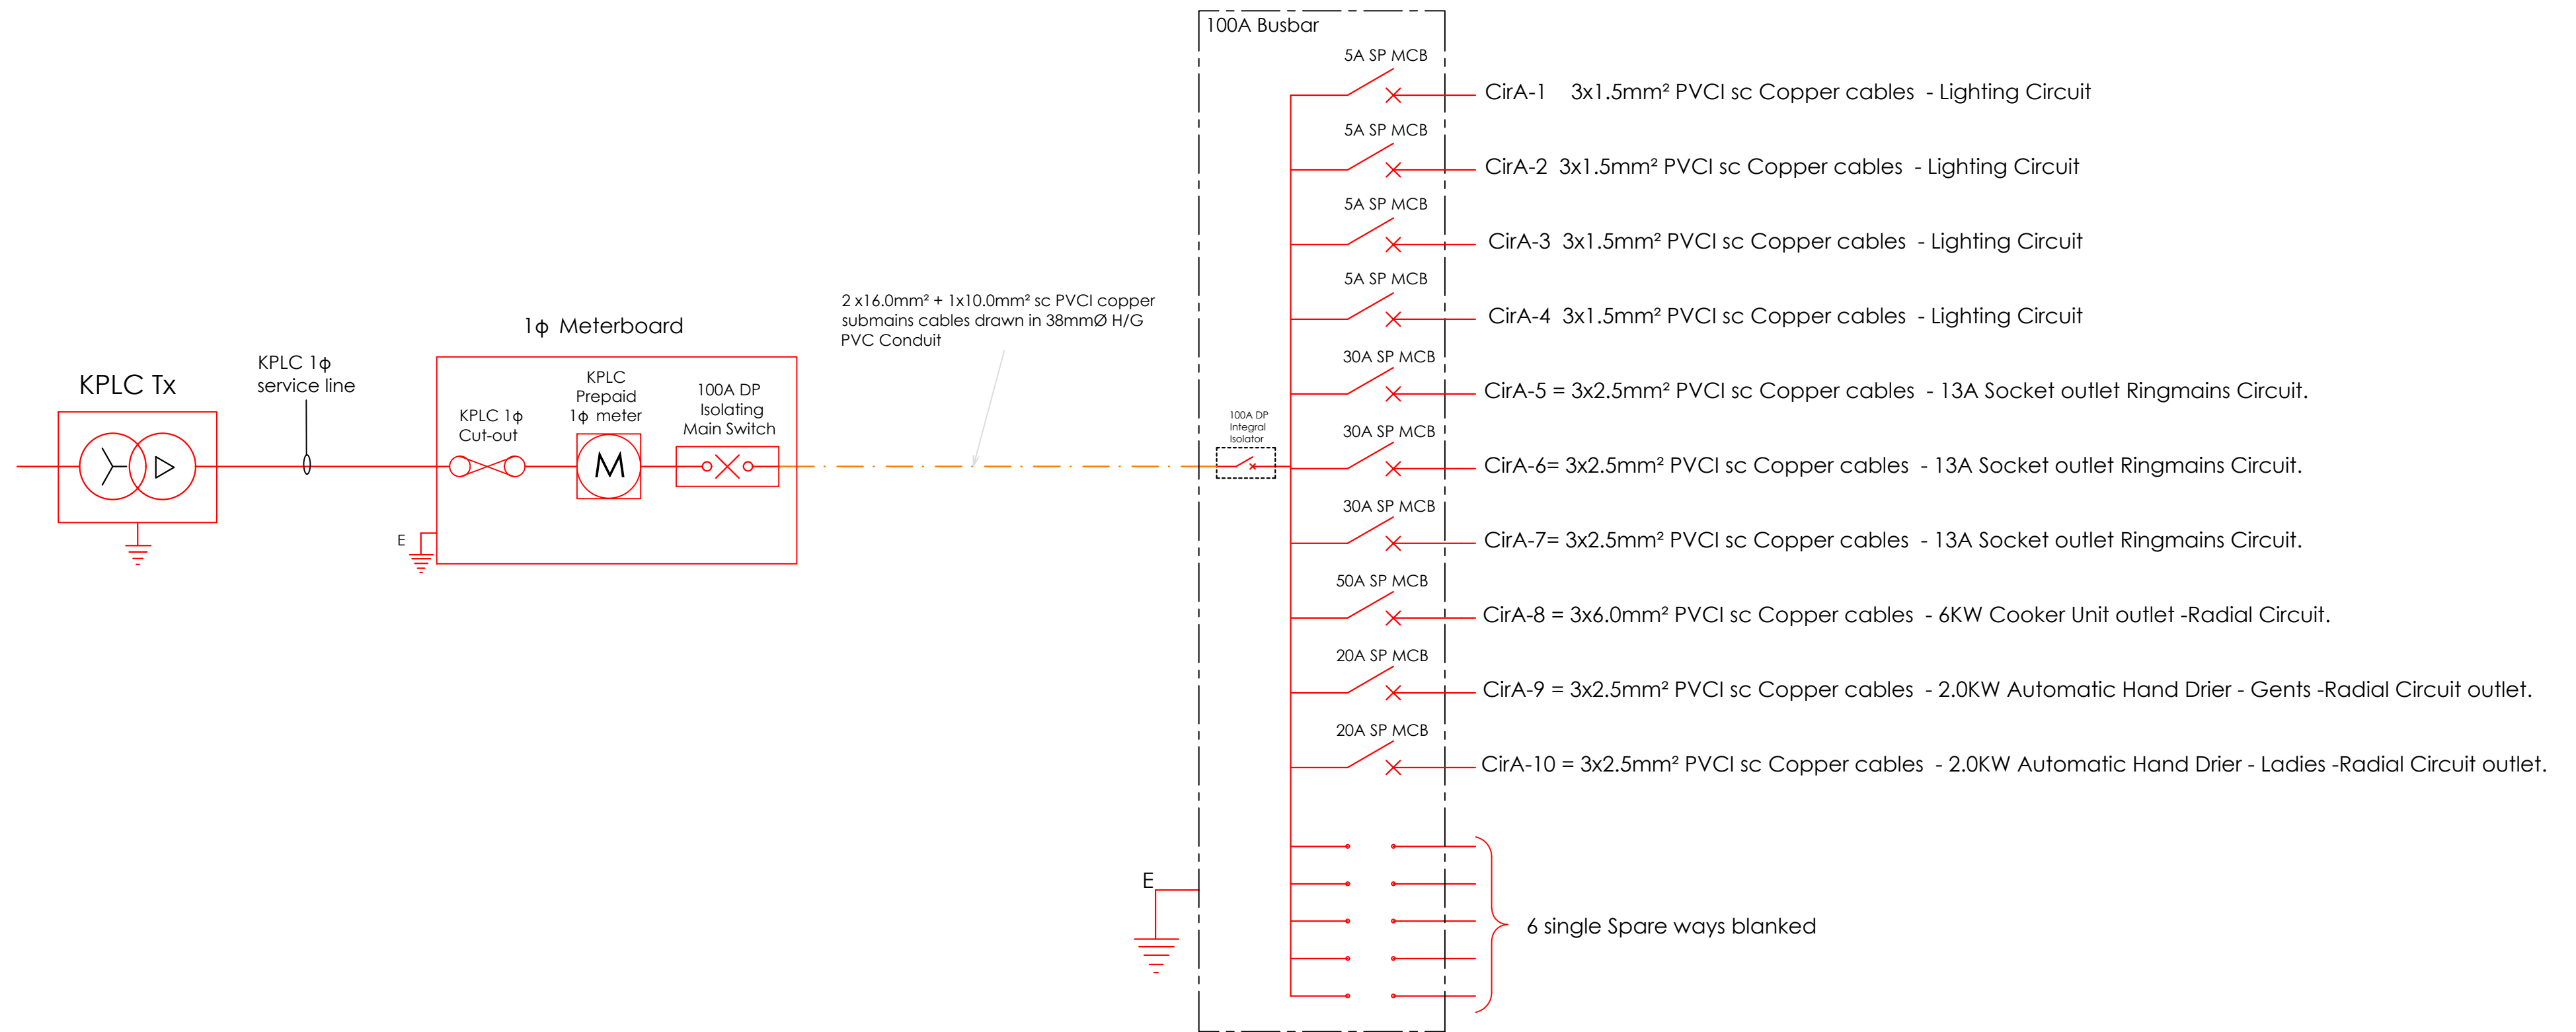 100A Busbar
5A SP MCB
CirA-1 3x1.5mm² PVCI sc Copper cables - Lighting Circuit
5A SP MCB
CirA-2 3x1.5mm² PVCI sc Copper cables - Lighting Circuit
5A SP MCB
CirA-3 3x1.5mm² PVCI sc Copper cables - Lighting Circuit
5A SP MCB
CirA-4 3x1.5mm² PVCI sc Copper cables - Lighting Circuit
30A SP MCB
CirA-5 = 3x2.5mm² PVCI sc Copper cables - 13A Socket outlet Ringmains Circuit.
30A SP MCB
CirA-6= 3x2.5mm² PVCI sc Copper cables - 13A Socket outlet Ringmains Circuit.
30A SP MCB
CirA-7= 3x2.5mm² PVCI sc Copper cables - 13A Socket outlet Ringmains Circuit.
50A SP MCB
CirA-8 = 3x6.0mm² PVCI sc Copper cables - 6KW Cooker Unit outlet -Radial Circuit.
20A SP MCB
CirA-9 = 3x2.5mm² PVCI sc Copper cables - 2.0KW Automatic Hand Drier - Gents -Radial Circuit outlet.
20A SP MCB
CirA-10 = 3x2.5mm² PVCI sc Copper cables - 2.0KW Automatic Hand Drier - Ladies -Radial Circuit outlet.
6 single Spare ways blanked
2 x16.0mm² + 1x10.0mm² sc PVCI copper
submains cables drawn in 38mmØ H/G
PVC Conduit
1ϕ Meterboard
KPLC Tx
KPLC 1ϕ
service line
KPLC 1ϕ
Cut-out
KPLC
Prepaid
1ϕ meter
M
100A DP
Isolating
Main Switch
100A DP
Integral
Isolator
E
E